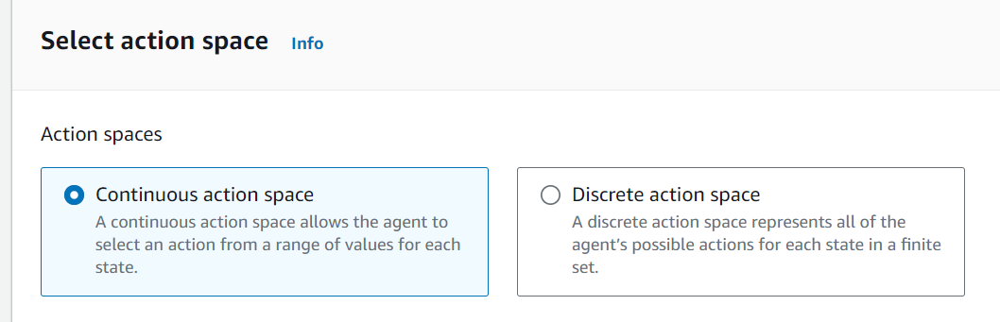 Select action space Info
Action spaces
Continuous action space
A continuous action space allows the agent to
select an action from a range of values for each
state.
Discrete action space
A discrete action space represents all of the
agent’s possible actions for each state in a finite
set.